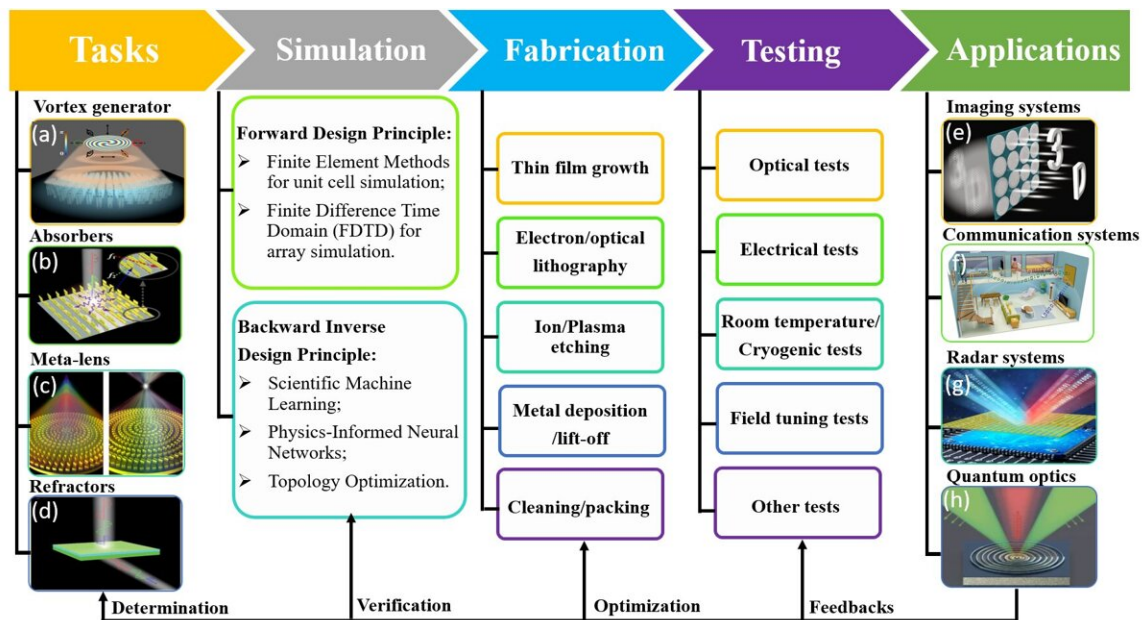 Tasks
Simulation
Fabrication
Testing
Applications
Vortex generator
(a)
Absorbers
(b)
Meta-lens
(c)
Refractors
(d)
Forward Design Principle:
➢ Finite Element Methods
for unit cell simulation;
➢ Finite Difference Time
Domain (FDTD) for
array simulation.
Backward Inverse
Design Principle:
➢ Scientific Machine
Learning;
➢ Physics-Informed Neural
Networks;
➢ Topology Optimization.
Thin film growth
Electron/optical
lithography
Ion/Plasma
etching
Metal deposition
/lift-off
Cleaning/packing
Optical tests
Electrical tests
Room temperature/
Cryogenic tests
Field tuning tests
Other tests
Imaging systems
(e)
3
D
Communication systems
(f)
Radar systems
(g)
Quantum optics
(h)
Determination
Verification
Optimization
Feedbacks